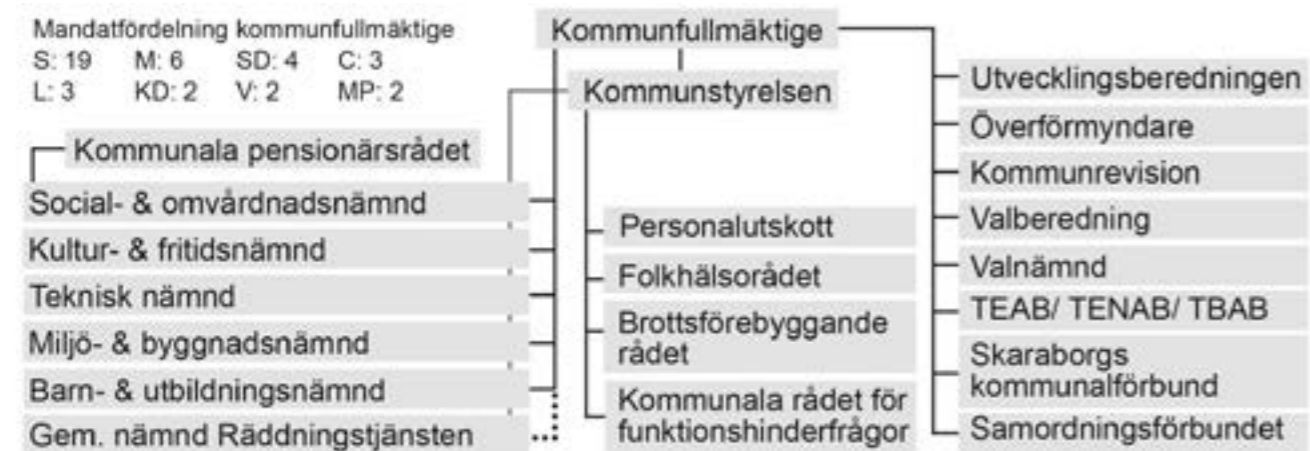 Mandatfördelning kommunfullmäktige
S: 19 M: 6 SD: 4 C: 3
L: 3 KD: 2 V: 2 MP: 2
Kommunfullmäktige
Kommunstyrelsen
Kommunala pensionärsrådet
Social- & omvårdnadsnämnd
Kultur- & fritidsnämnd
Teknisk nämnd
Miljö- & byggnadsnämnd
Barn- & utbildningsnämnd
Gem. nämnd Räddningstjänsten
Personalutskott
Folkhälsorådet
Brottsförebyggande
rådet
Kommunala rådet för
funktionshinderfrågor
Utvecklingsberedningen
Överförmyndare
Kommunrevision
Valberedning
Valnämnd
TEAB/ TENAB/ TBAB
Skaraborgs
kommunalförbund
Samordningsförbundet